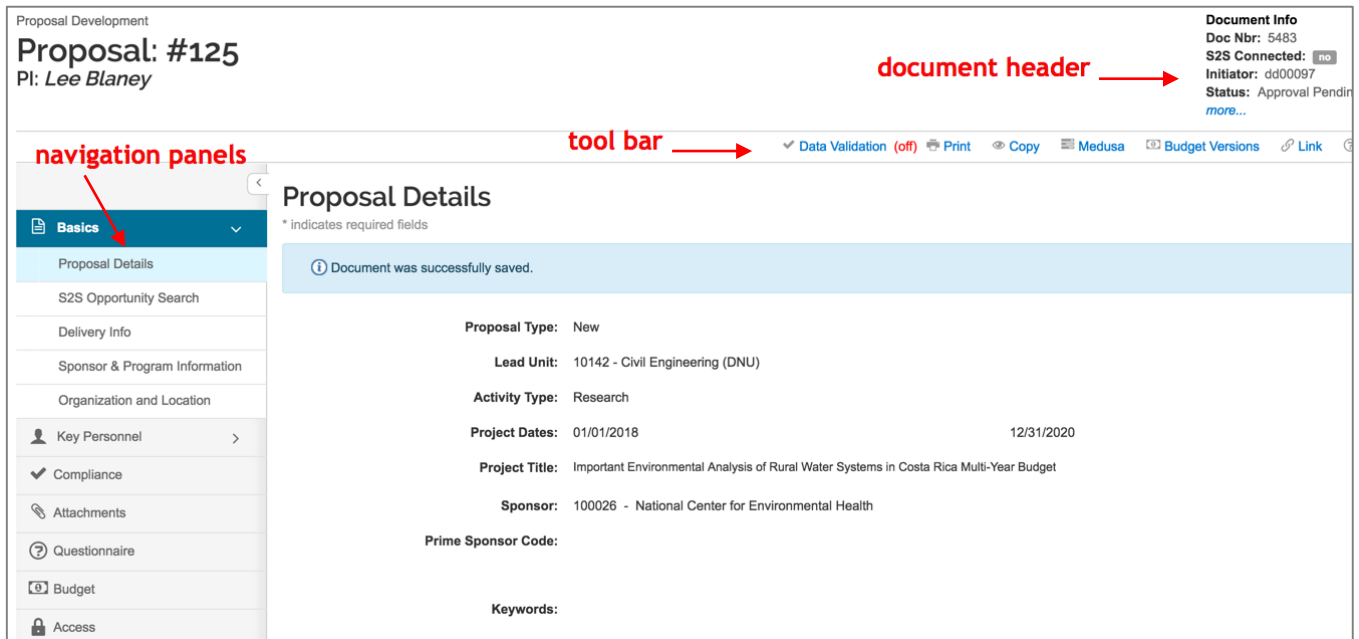 Proposal Development
Proposal: #125
PI: Lee Blaney
document header
Document Info
Doc Nbr: 5483
S2S Connected: no
Initiator: dd00097
Status: Approval Pendin
more...
navigation panels
tool bar
Data Validation (off) Print Copy Medusa Budget Versions Link
Basics
Proposal Details
S2S Opportunity Search
Delivery Info
Sponsor & Program Information
Organization and Location
Key Personnel
Compliance
Attachments
Questionnaire
Budget
Access
Proposal Details
* indicates required fields
Document was successfully saved.
Proposal Type: New
Lead Unit: 10142 - Civil Engineering (DNU)
Activity Type: Research
Project Dates: 01/01/2018 12/31/2020
Project Title: Important Environmental Analysis of Rural Water Systems in Costa Rica Multi-Year Budget
Sponsor: 100026 - National Center for Environmental Health
Prime Sponsor Code:
Keywords: